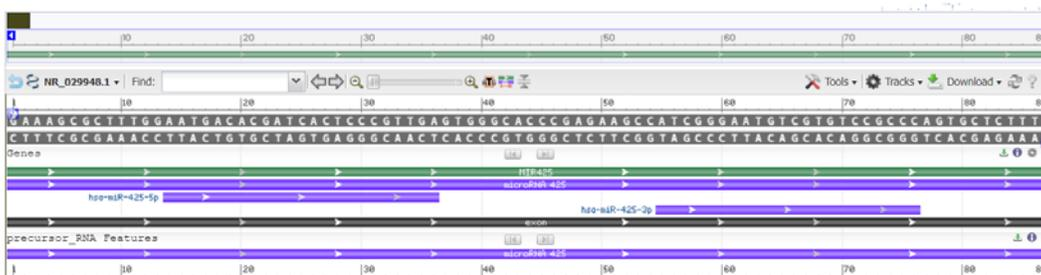 10 20 30 40 50 60 70 80
NR_029948.1 Find: Tools Tracks Download ?
1 10 20 30 40 50 60 70 80
G A A A G C G C T T T G G A A T G A C A C G A T C A C T C C C G T T G A G T G G G C A C C C G A G A A G C C A T C G G G A A T G T C G T G T C C G C C C A G T G C T C T T T
C T T T C G C G A A A C C T T A C T G T G C T A G T G A G G G C A A C T C A C C C G T G G G C T C T T C G G T A G C C C T T A C A G C A C A G G C G G G T C A C G A G A A A
Genes
MIR425
microRNA 425
hsa-miR-425-5p
hsa-miR-425-3p
exon
precursor_RNA Features
microRNA 425
1 10 20 30 40 50 60 70 80